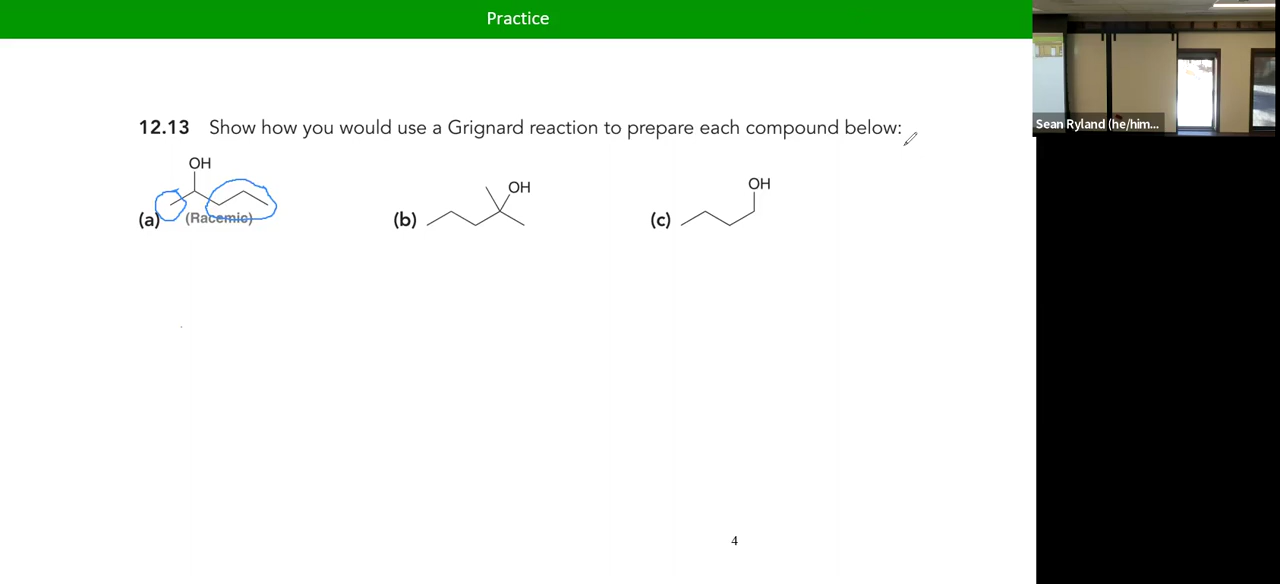 Practice
Sean Ryland (he/him...
12.13 Show how you would use a Grignard reaction to prepare each compound below:
OH
(a) (Racemic)
OH
(b)
OH
(c)
4